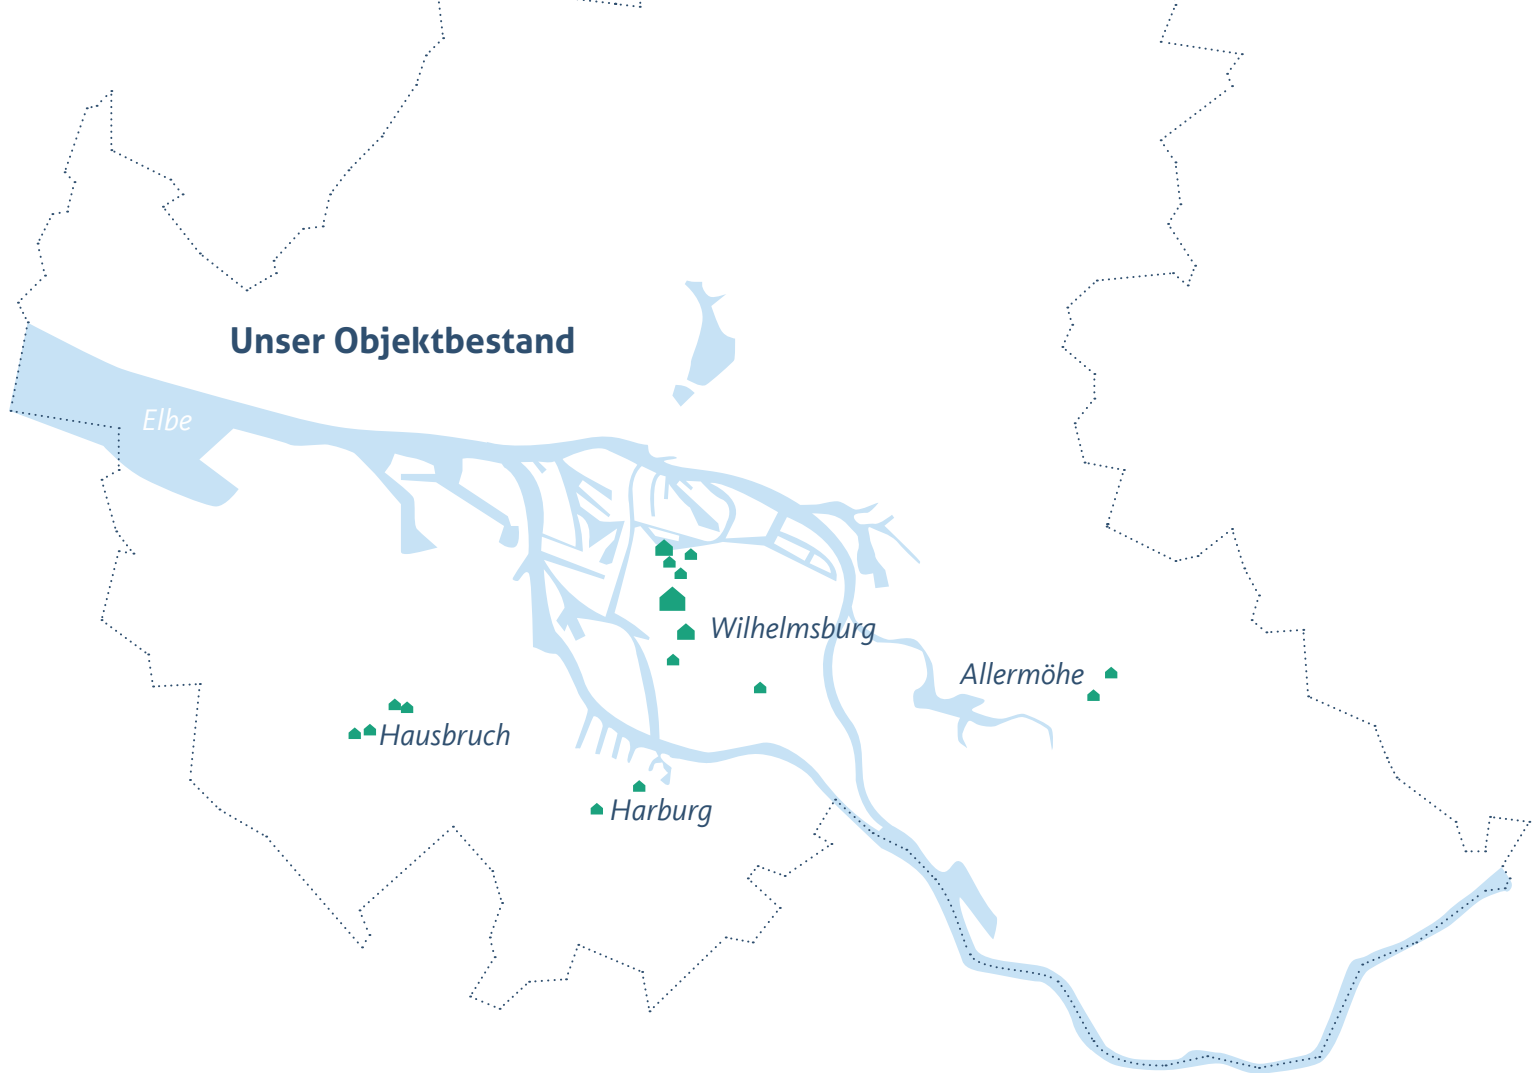 Unser Objektbestand
Elbe
Wilhelmsburg
Allermöhe
Hausbruch
Harburg